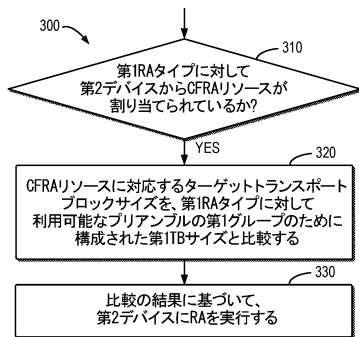 300
310
第1RAタイプに対して
第2デバイスからCFRAリソースが
割り当てられているか?
YES
320
CFRAリソースに対応するターゲットトランスポート
ブロックサイズを、第1RAタイプに対して
利用可能なプリアンブルの第1グループのために
構成された第1TBサイズと比較する
330
比較の結果に基づいて、
第2デバイスにRAを実行する